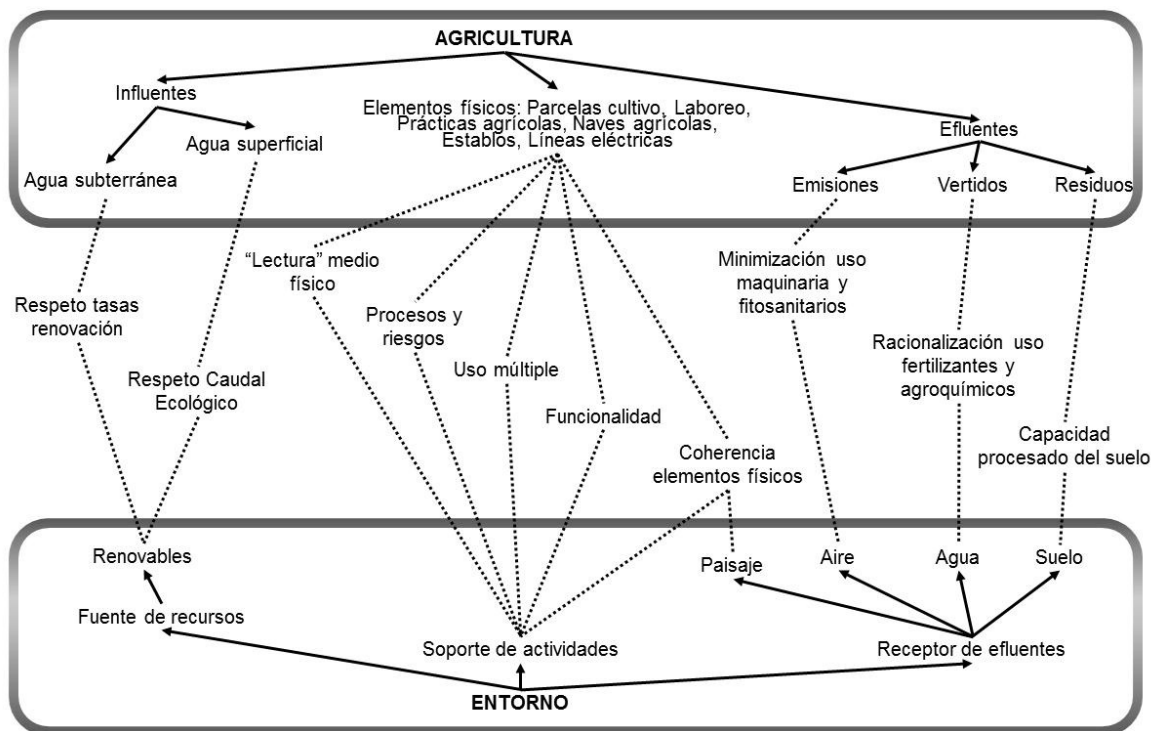 AGRICULTURA
Influentes
Elementos físicos: Parcelas cultivo, Laboreo,
Prácticas agrícolas, Naves agrícolas,
Establos, Líneas eléctricas
Efluentes
Agua superficial
Agua subterránea
Emisiones
Vertidos
Residuos
“Lectura” medio
físico
Minimización uso
maquinaria y
fitosanitarios
Respeto tasas
renovación
Procesos y
riesgos
Racionalización uso
fertilizantes y
agroquímicos
Uso múltiple
Respeto Caudal
Ecológico
Funcionalidad
Capacidad
procesado del suelo
Coherencia
elementos físicos
Renovables
Paisaje
Aire
Agua
Suelo
Fuente de recursos
Soporte de actividades
Receptor de efluentes
ENTORNO